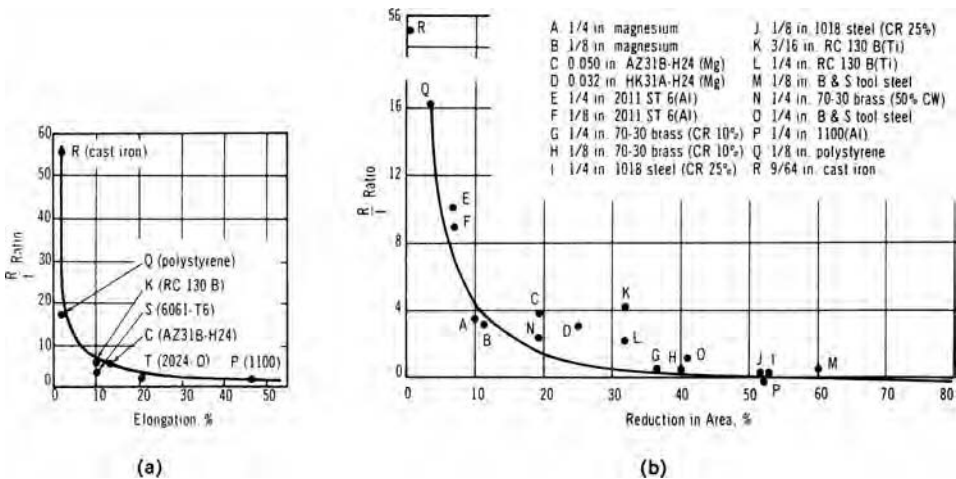 60
50
40
30
20
10
0
R/t Ratio
R (cast iron)
Q (polystyrene)
K (RC 130 B)
S (6061-T6)
C (AZ31B-H24)
T (2024-O) P (1100)
0 10 20 30 40 50
Elongation, %
(a)
(b)
56
16
12
8
4
0
R/t Ratio
R
Q
E
F
A
B
C
N
D
K
L
G H O
J I
P
M
A 1/4 in magnesium
B 1/8 in magnesium
C 0.050 in AZ31B-H24 (Mg)
D 0.032 in HK31A-H24 (Mg)
E 1/4 in 2011 ST 6(Al)
F 1/8 in 2011 ST 6(Al)
G 1/4 in. 70-30 brass (CR 10%)
H 1/8 in. 70-30 brass (CR 10%)
I 1/4 in. 1018 steel (CR 25%)
J 1/8 in. 1018 steel (CR 25%)
K 3/16 in. RC 130 B(Ti)
L 1/4 in. RC 130 B(Ti)
M 1/8 in. B & S tool steel
N 1/4 in. 70-30 brass (50% CW)
O 1/4 in. B & S tool steel
P 1/4 in. 1100(Al)
Q 1/8 in. polystyrene
R 9/64 in. cast iron
0 10 20 30 40 50 60 70 80
Reduction in Area, %